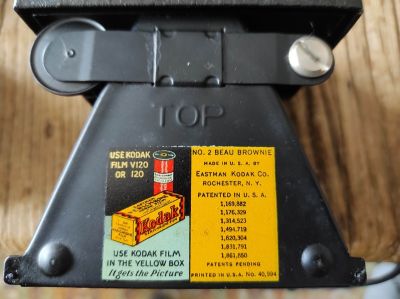 TOP
USE KODAK
FILM V120
OR 120
Kodak
USE KODAK FILM
IN THE YELLOW BOX
It gets the Picture
NO. 2 BEAU BROWNIE
MADE IN U. S. A. BY
EASTMAN KODAK CO.
ROCHESTER, N. Y.
PATENTED IN U. S. A.
1,169,882
1,176,329
1,314,523
1,494,719
1,620,304
1,831,791
1,861,650
PATENTS PENDING
PRINTED IN U.S.A. No. 40,994